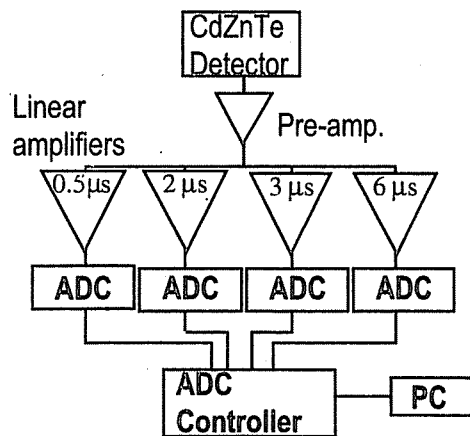 CdZnTe
Detector
Linear
amplifiers
Pre-amp.
0.5μs
2 μs
3 μs
6 μs
ADC
ADC
ADC
ADC
ADC
Controller
PC